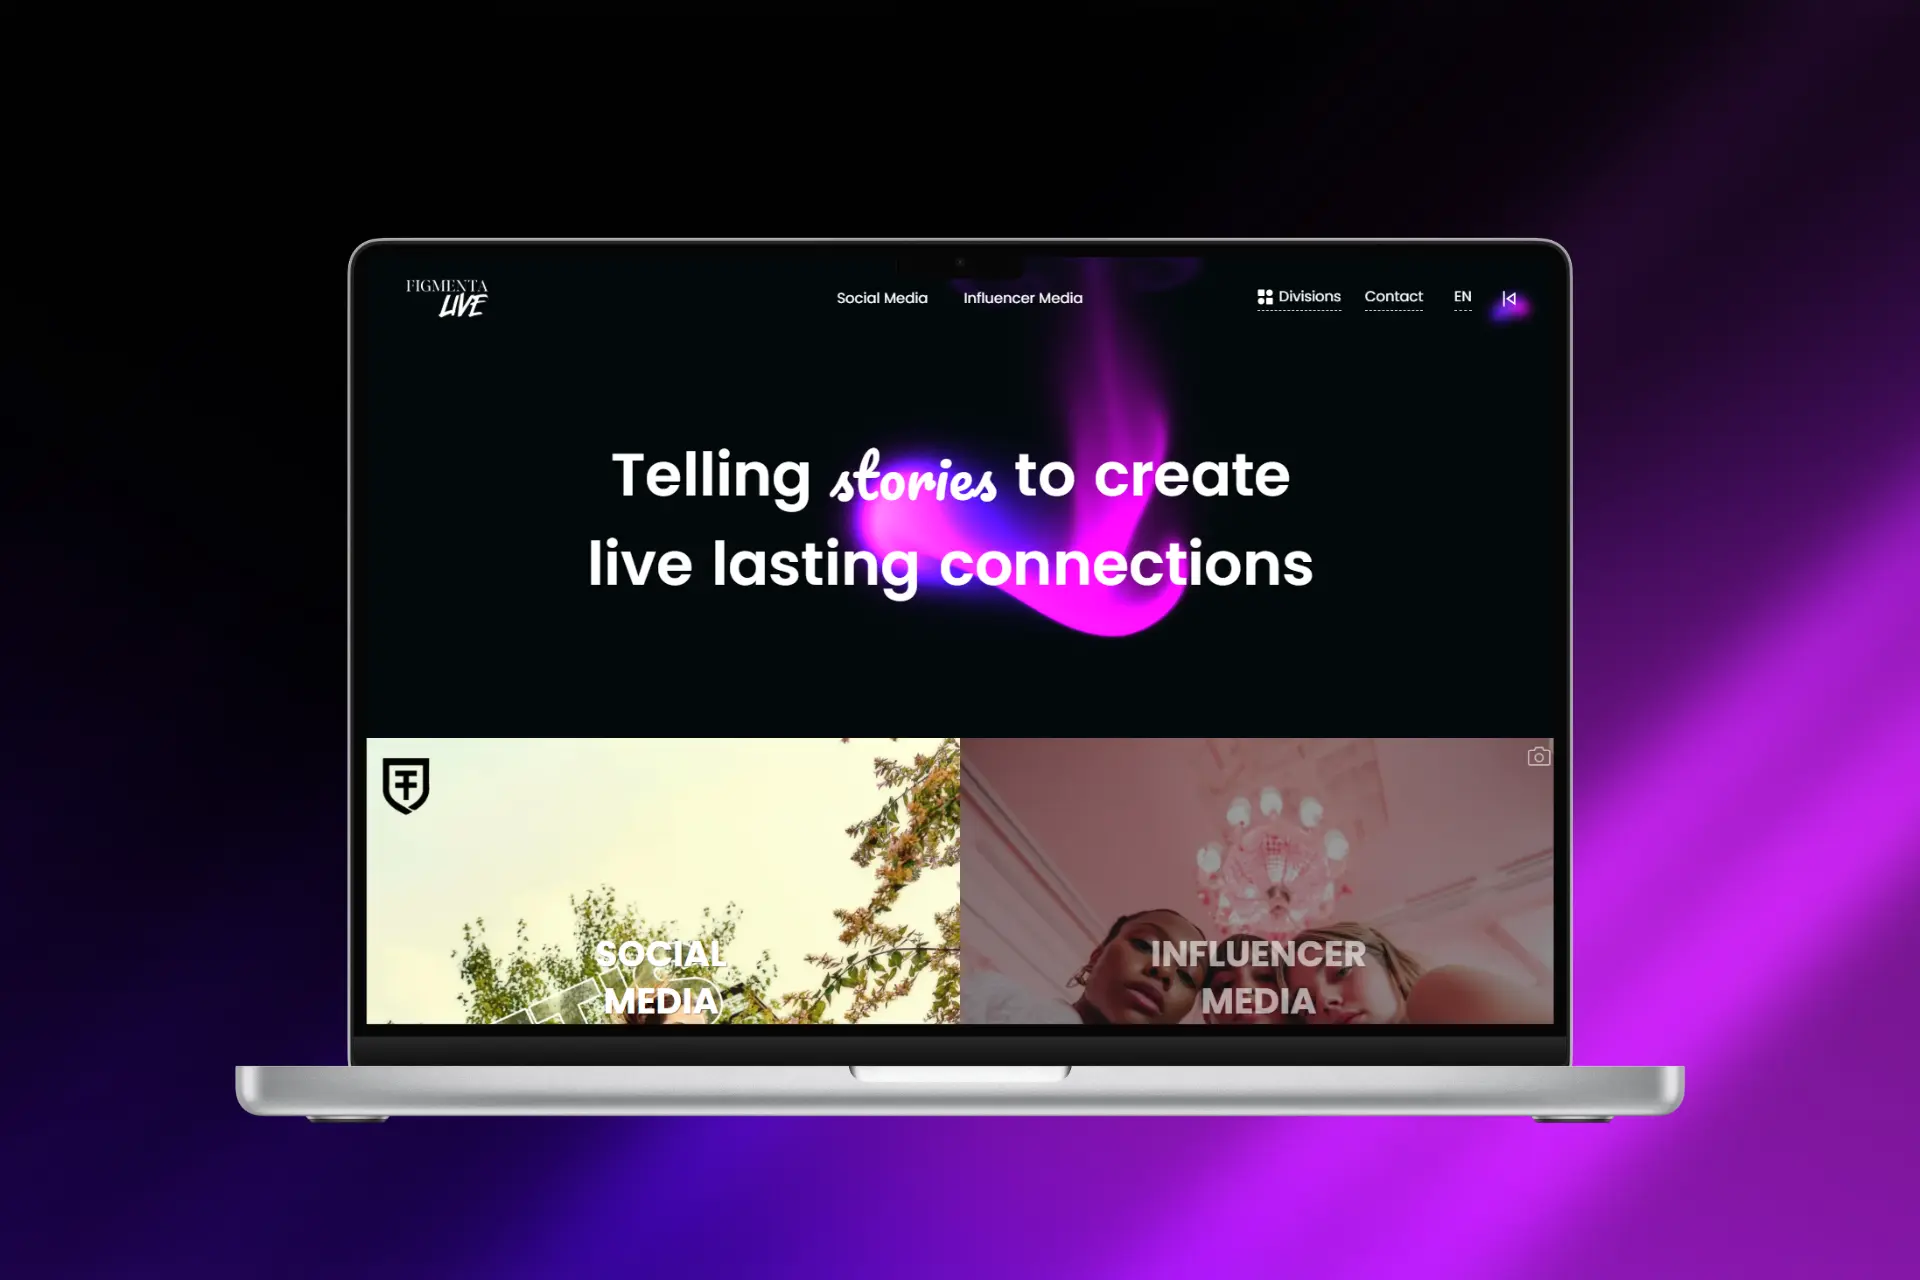 FIGMENTA
LIVE
Social Media
Influencer Media
Divisions
Contact
EN
Telling stories to create
live lasting connections
SOCIAL
MEDIA
INFLUENCER
MEDIA